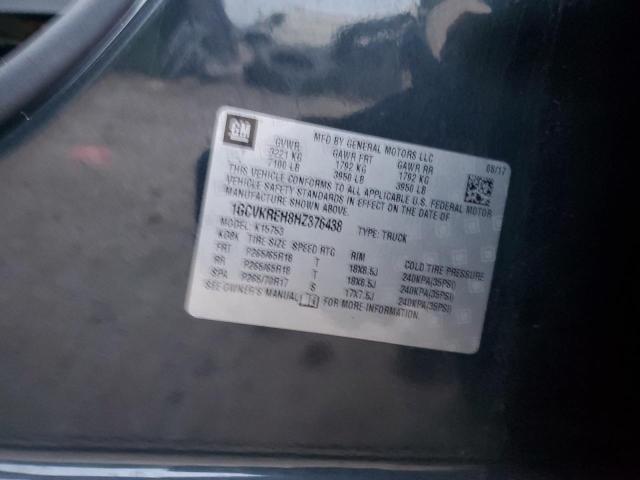 GM
MFD BY GENERAL MOTORS LLC
08/17
GVWR GAWR FRT GAWR RR
3221 KG 1792 KG 1792 KG
7100 LB 3950 LB 3950 LB
THIS VEHICLE CONFORMS TO ALL APPLICABLE U.S. FEDERAL MOTOR
VEHICLE SAFETY STANDARDS IN EFFECT ON THE DATE OF
MANUFACTURE SHOWN ABOVE.
1GCVKREH8HZ376438
MODEL: K15753 TYPE: TRUCK
TIRE SIZE SPEED RTG RIM COLD TIRE PRESSURE
FRT P265/65R18 T 18X8.5J 240KPA(35PSI)
RR P265/65R18 T 18X8.5J 240KPA(35PSI)
SPA P265/70R17 S 17X7.5J 240KPA(35PSI)
SEE OWNER'S MANUAL FOR MORE INFORMATION.